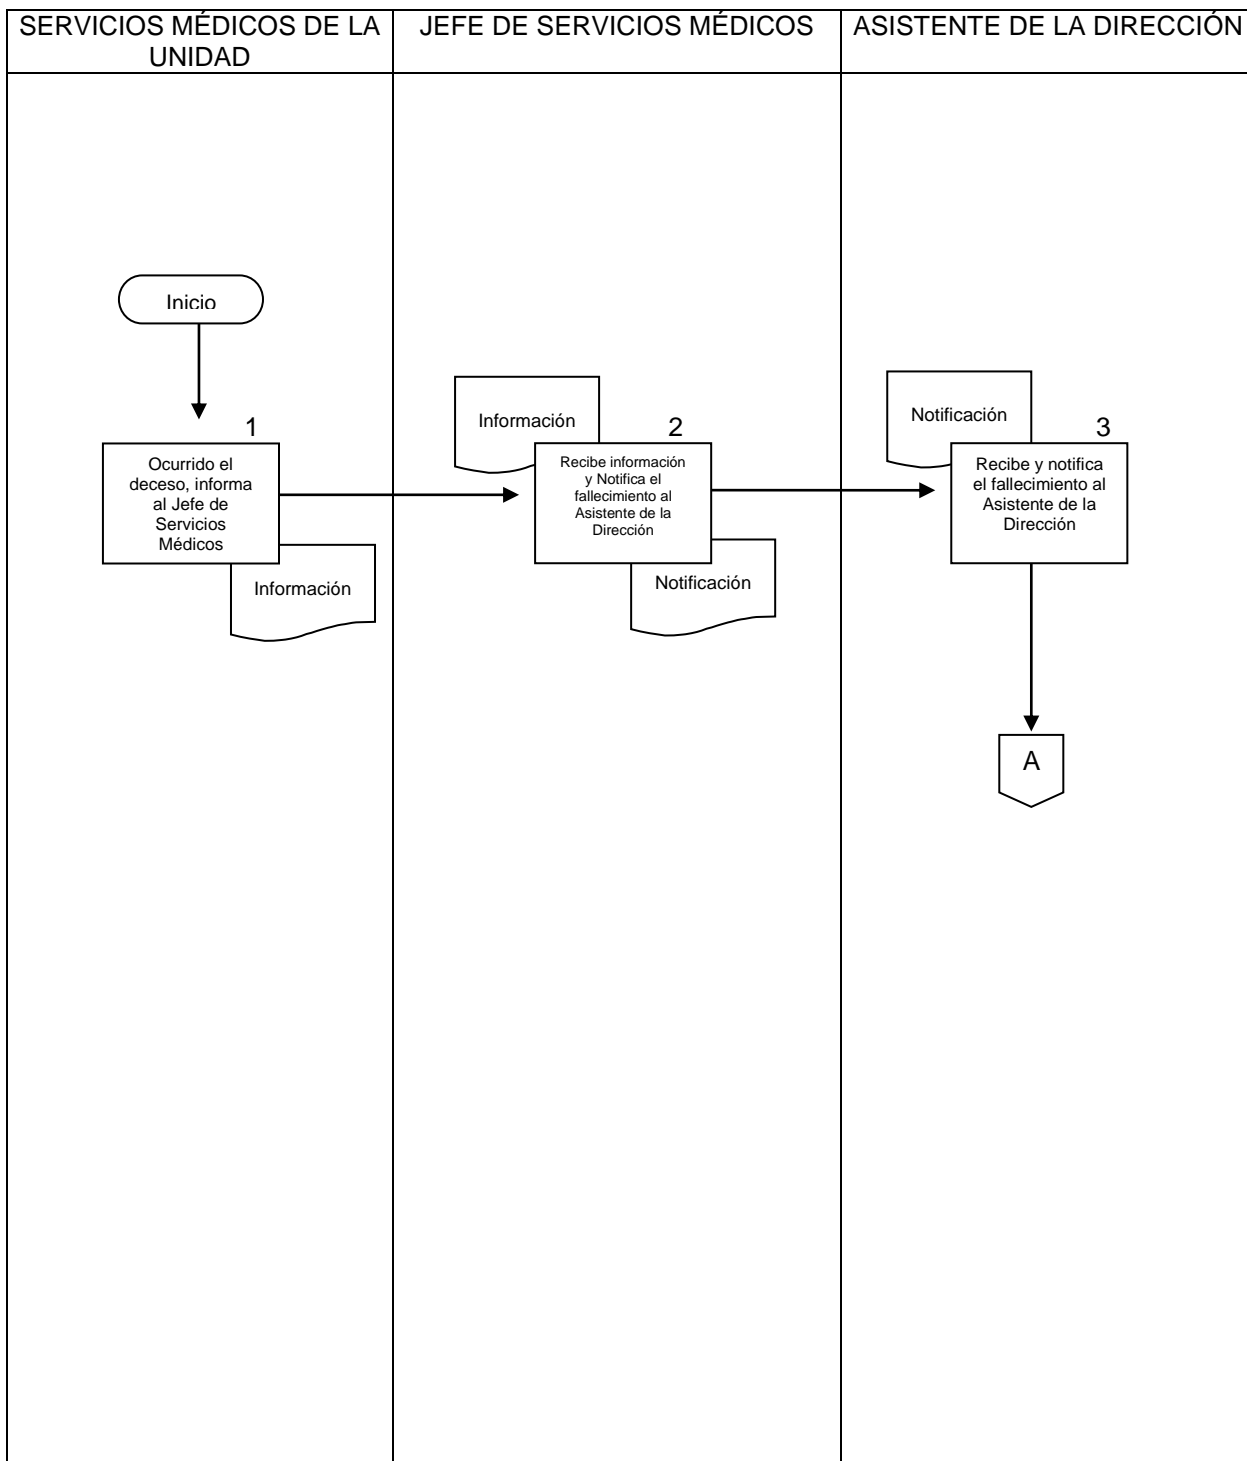 SERVICIOS MÉDICOS DE LA
UNIDAD
JEFE DE SERVICIOS MÉDICOS
ASISTENTE DE LA DIRECCIÓN
Inicio
1
Ocurrido el
deceso, informa
al Jefe de
Servicios
Médicos
Información
Información
2
Recibe información
y Notifica el
fallecimiento al
Asistente de la
Dirección
Notificación
Notificación
3
Recibe y notifica
el fallecimiento al
Asistente de la
Dirección
A